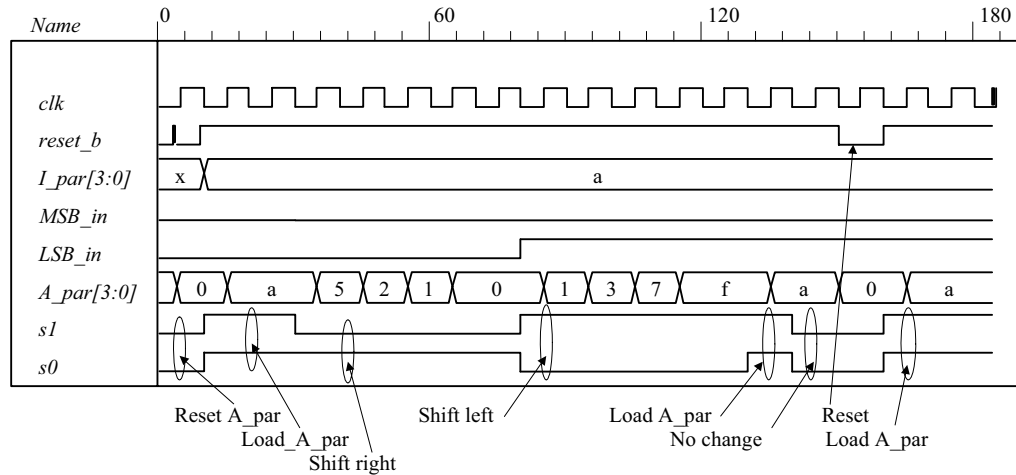 Name 0 60 120 180
clk
reset_b
I_par[3:0] x a
MSB_in
LSB_in
A_par[3:0] 0 a 5 2 1 0 1 3 7 f a 0 a
s1
s0
Reset A_par Shift left Load A_par Reset
Load_A_par No change Load A_par
Shift right